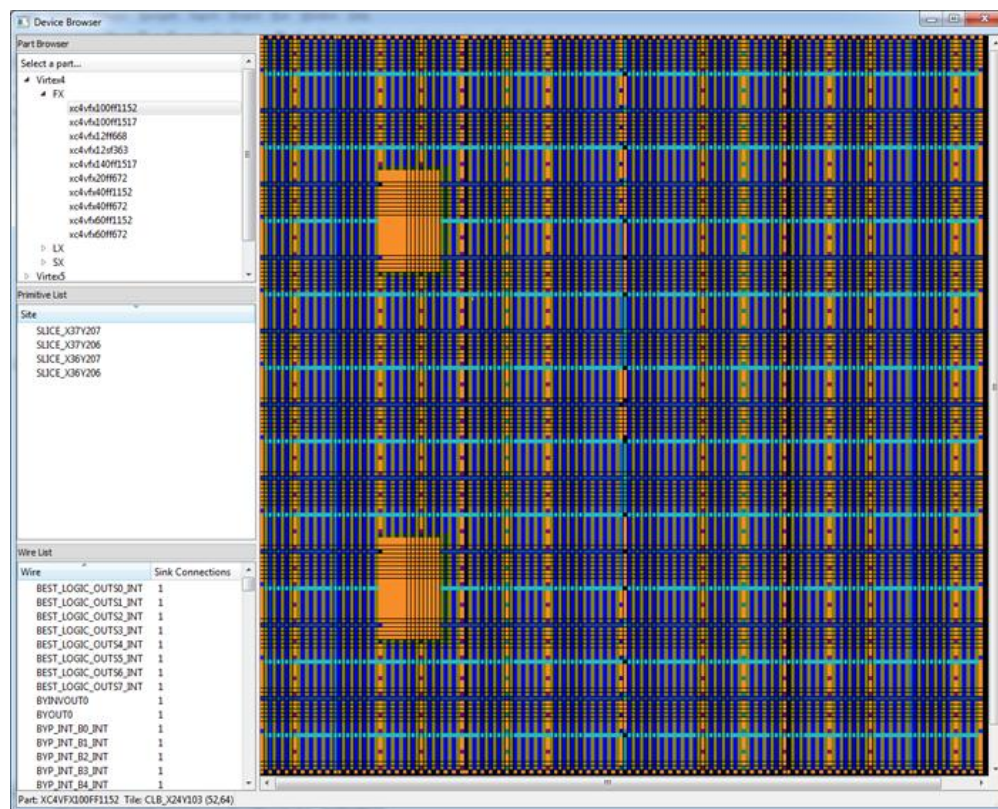 Device Browser
Part Browser
Select a part...
Virtex4
FX
xc4vfx100ff1152
xc4vfx100ff1517
xc4vfx12ff668
xc4vfx12sf363
xc4vfx140ff1517
xc4vfx20ff672
xc4vfx40ff1152
xc4vfx40ff672
xc4vfx60ff1152
xc4vfx60ff672
LX
SX
Virtex5
Primitive List
Site
SLICE_X37Y207
SLICE_X37Y206
SLICE_X36Y207
SLICE_X36Y206
Wire List
Wire Sink Connections
BEST_LOGIC_OUTS0_INT 1
BEST_LOGIC_OUTS1_INT 1
BEST_LOGIC_OUTS2_INT 1
BEST_LOGIC_OUTS3_INT 1
BEST_LOGIC_OUTS4_INT 1
BEST_LOGIC_OUTS5_INT 1
BEST_LOGIC_OUTS6_INT 1
BEST_LOGIC_OUTS7_INT 1
BYINVOUT0 1
BYOUT0 1
BYP_INT_B0_INT 1
BYP_INT_B1_INT 1
BYP_INT_B2_INT 1
BYP_INT_B3_INT 1
BYP_INT_B4_INT 1
Part: XC4VFX100FF1152 Tile: CLB_X24Y103 (52,64)